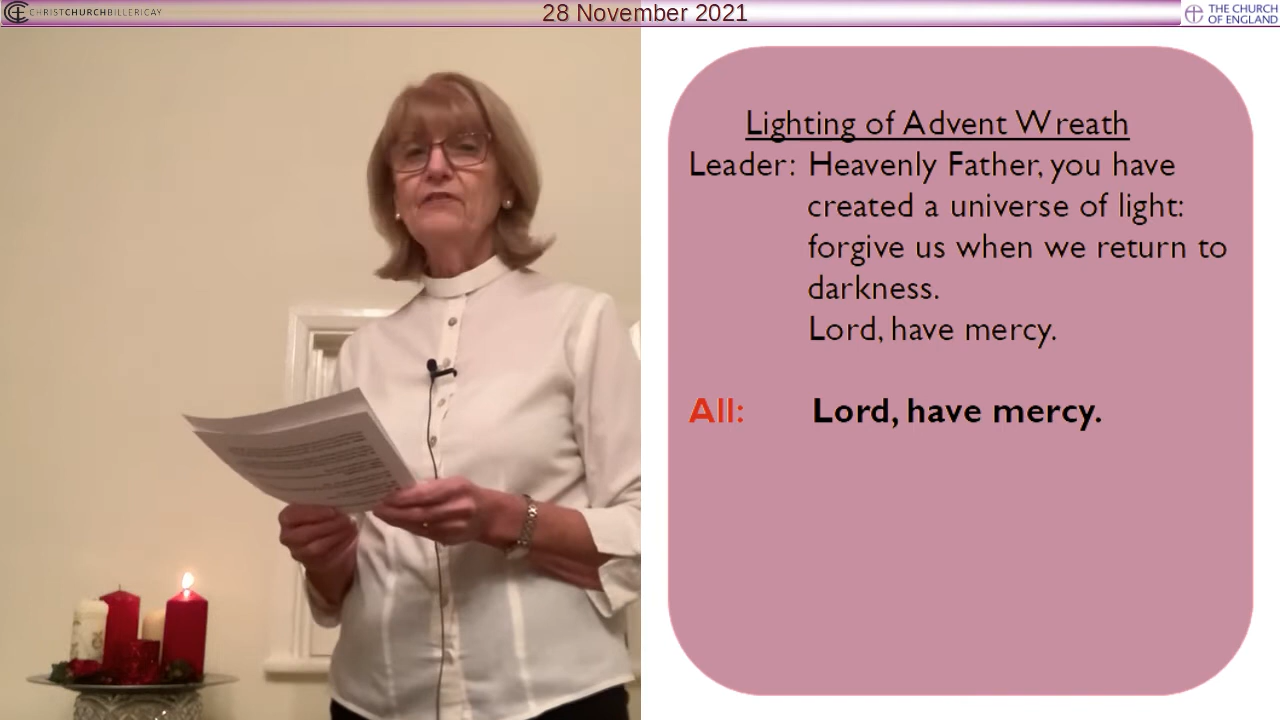 CHRISTCHURCHBILLERICAY
28 November 2021
THE CHURCH
OF ENGLAND
Lighting of Advent Wreath
Leader: Heavenly Father, you have
created a universe of light:
forgive us when we return to
darkness.
Lord, have mercy.
All: Lord, have mercy.